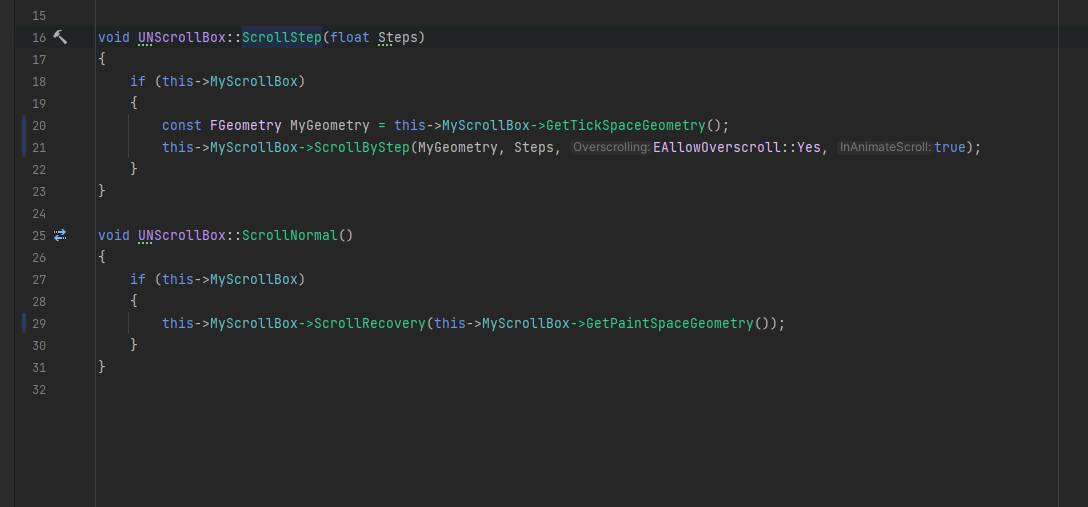 15
16 void UNScrollBox::ScrollStep(float Steps)
17 {
18 if (this->MyScrollBox)
19 {
20 const FGeometry MyGeometry = this->MyScrollBox->GetTickSpaceGeometry();
21 this->MyScrollBox->ScrollByStep(MyGeometry, Steps, Overscrolling: EAllowOverscroll::Yes, InAnimateScroll: true);
22 }
23 }
24
25 void UNScrollBox::ScrollNormal()
26 {
27 if (this->MyScrollBox)
28 {
29 this->MyScrollBox->ScrollRecovery(this->MyScrollBox->GetPaintSpaceGeometry());
30 }
31 }
32